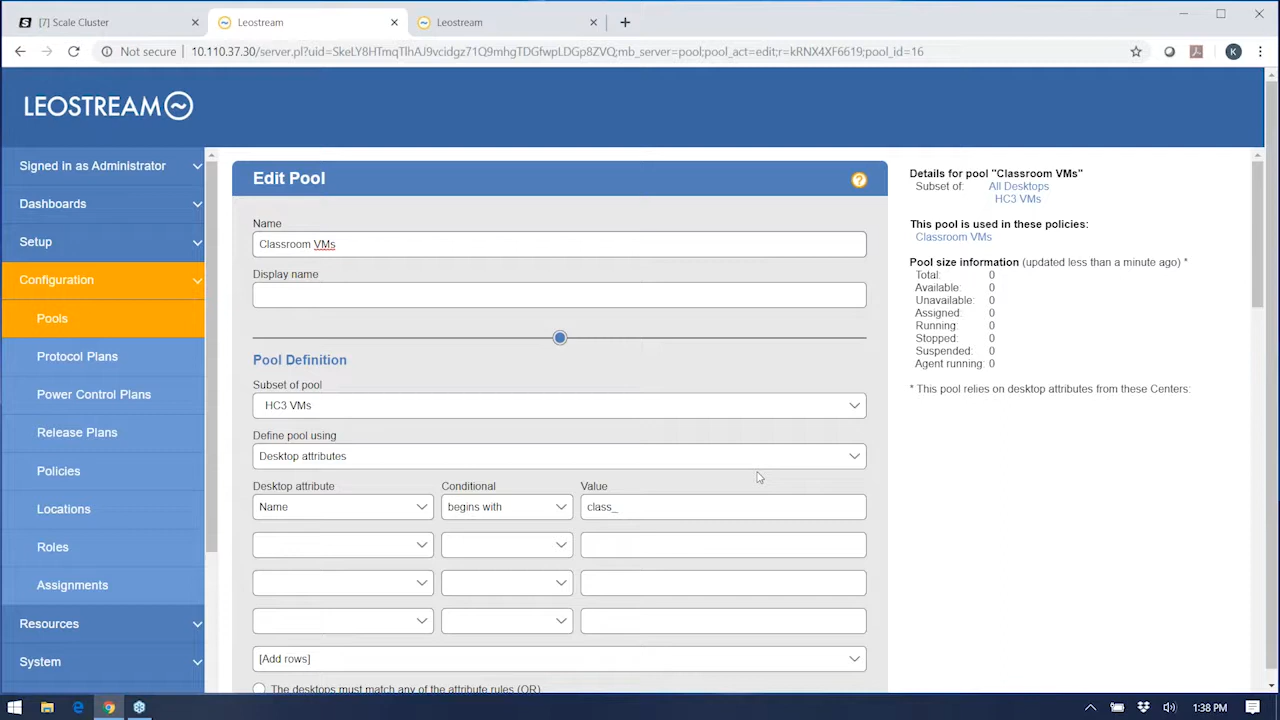 [7] Scale Cluster
Leostream
Leostream
Not secure
10.110.37.30/server.pl?uid=SkeLY8HTmqTlhAJ9vcidgz71Q9mhgTDGfwpLDGp8ZVQ;mb_server=pool;pool_act=edit;r=kRNX4XF6619;pool_id=16
K
LEOSTREAM
Signed in as Administrator
Dashboards
Setup
Configuration
Pools
Protocol Plans
Power Control Plans
Release Plans
Policies
Locations
Roles
Assignments
Resources
System
Edit Pool
?
Name
Classroom VMs
Display name
Pool Definition
Subset of pool
HC3 VMs
Define pool using
Desktop attributes
Desktop attribute Conditional Value
Name begins with class_
[Add rows]
The desktops must match any of the attribute rules (OR)
Details for pool "Classroom VMs"
Subset of: All Desktops
HC3 VMs
This pool is used in these policies:
Classroom VMs
Pool size information (updated less than a minute ago) *
Total: 0
Available: 0
Unavailable: 0
Assigned: 0
Running: 0
Stopped: 0
Suspended: 0
Agent running: 0
* This pool relies on desktop attributes from these Centers:
1:38 PM